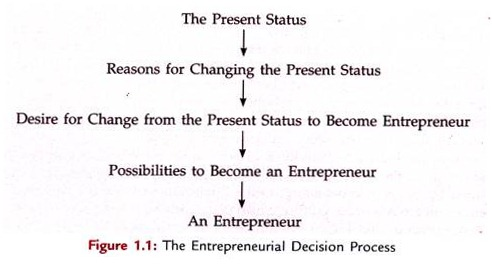 The Present Status
Reasons for Changing the Present Status
Desire for Change from the Present Status to Become Entrepreneur
Possibilities to Become an Entrepreneur
An Entrepreneur
Figure 1.1: The Entrepreneurial Decision Process